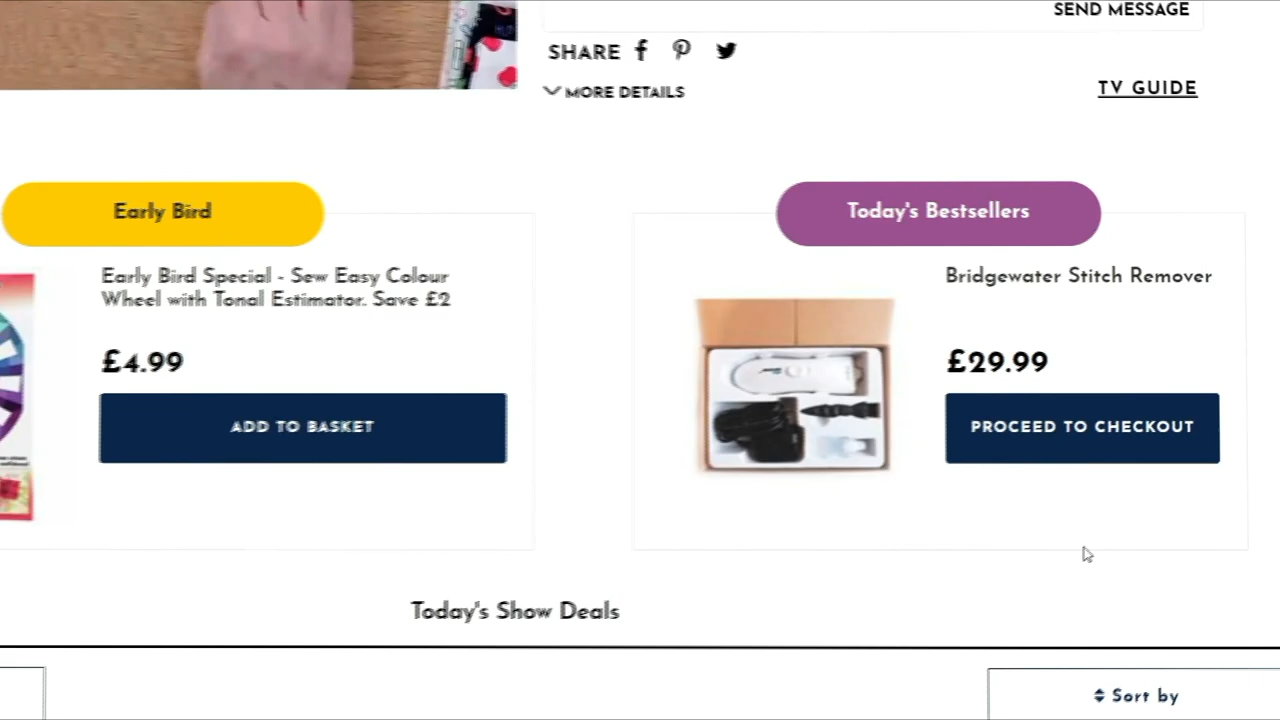 SEND MESSAGE
SHARE
MORE DETAILS
TV GUIDE
Early Bird
Early Bird Special - Sew Easy Colour
Wheel with Tonal Estimator. Save £2
£4.99
ADD TO BASKET
Today's Bestsellers
Bridgewater Stitch Remover
£29.99
PROCEED TO CHECKOUT
Today's Show Deals
Sort by